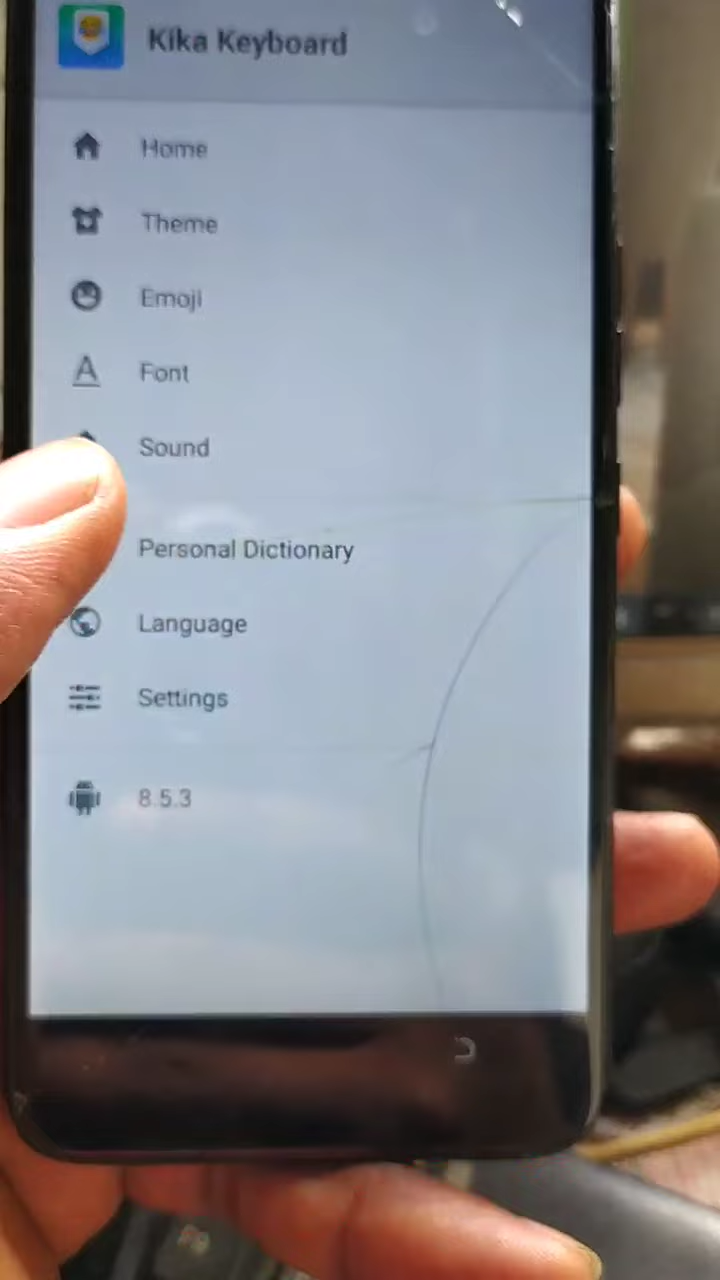 Kika Keyboard
Home
Theme
Emoji
Font
Sound
Personal Dictionary
Language
Settings
8.5.3